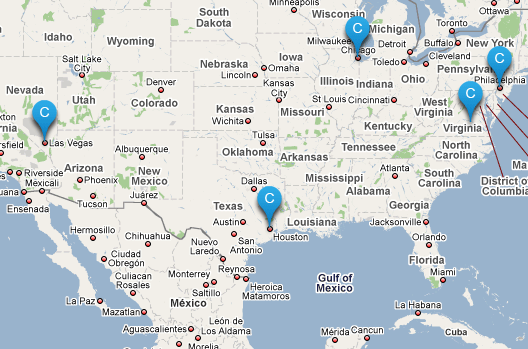 Minneapolis
Ottawa
SOUTH
DAKOTA
Wisconsin
Michigan
Toronto
Idaho
Wyoming
C
Milwaukee
Chicago
Detroit
Buffalo
New York
Iowa
Toledo
Cleveland
C
Salt Lake
City
Nebraska
Lincoln
Pennsylv
Philadelphia
Nevada
Utah
Denver
Omaha
Illinois
Indiana
Ohio
C
Colorado
Kansas
City
Missouri
St Louis
Cincinnati
West
Virginia
C
Kansas
Wichita
Kentucky
Virginia
Las Vegas
Tulsa
Oklahoma
Tennessee
North
Carolina
Albuquerque
Arizona
New
Mexico
Phoenix
Riverside
Mexicali
Atlanta
South
Carolina
District of
Columbia
Dallas
Mississippi
Alabama
Tucson
Juárez
Texas
C
Georgia
Ensenada
Austin
Louisiana
Jacksonville
Hermosillo
Chihuahua
San
Antonio
Houston
Orlando
Nuevo
Laredo
Florida
Ciudad
Obregón
Culiacan
Rosales
Monterrey
Reynosa
Gulf of
Mexico
Miami
Saltillo
Heroica
Matamoros
La Paz
Mazatlan
México
La Habana
Aguascalientes
León de
Los Aldama
Mérida
Cancun
Cuba
Morelia